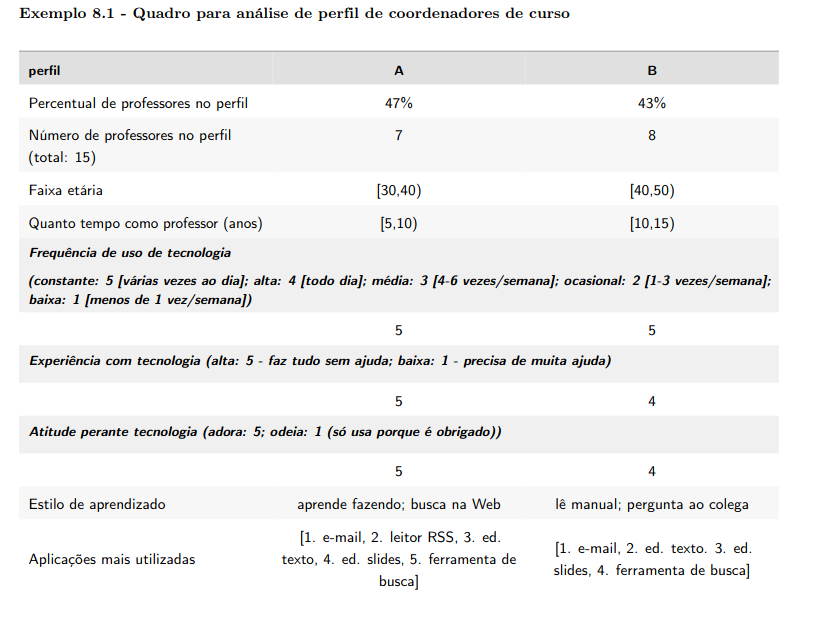 Exemplo 8.1 - Quadro para análise de perfil de coordenadores de curso
perfil A B
Percentual de professores no perfil 47% 43%
Número de professores no perfil 7 8
(total: 15)
Faixa etária [30,40) [40,50)
Quanto tempo como professor (anos) [5,10) [10,15)
Frequência de uso de tecnologia
(constante: 5 [várias vezes ao dia]; alta: 4 [todo dia]; média: 3 [4-6 vezes/semana]; ocasional: 2 [1-3 vezes/semana];
baixa: 1 [menos de 1 vez/semana])
5 5
Experiência com tecnologia (alta: 5 - faz tudo sem ajuda; baixa: 1 - precisa de muita ajuda)
5 4
Atitude perante tecnologia (adora: 5; odeia: 1 (só usa porque é obrigado))
5 4
Estilo de aprendizado aprende fazendo; busca na Web lê manual; pergunta ao colega
Aplicações mais utilizadas
[1. e-mail, 2. leitor RSS, 3. ed.
texto, 4. ed. slides, 5. ferramenta de
busca]
[1. e-mail, 2. ed. texto. 3. ed.
slides, 4. ferramenta de busca]